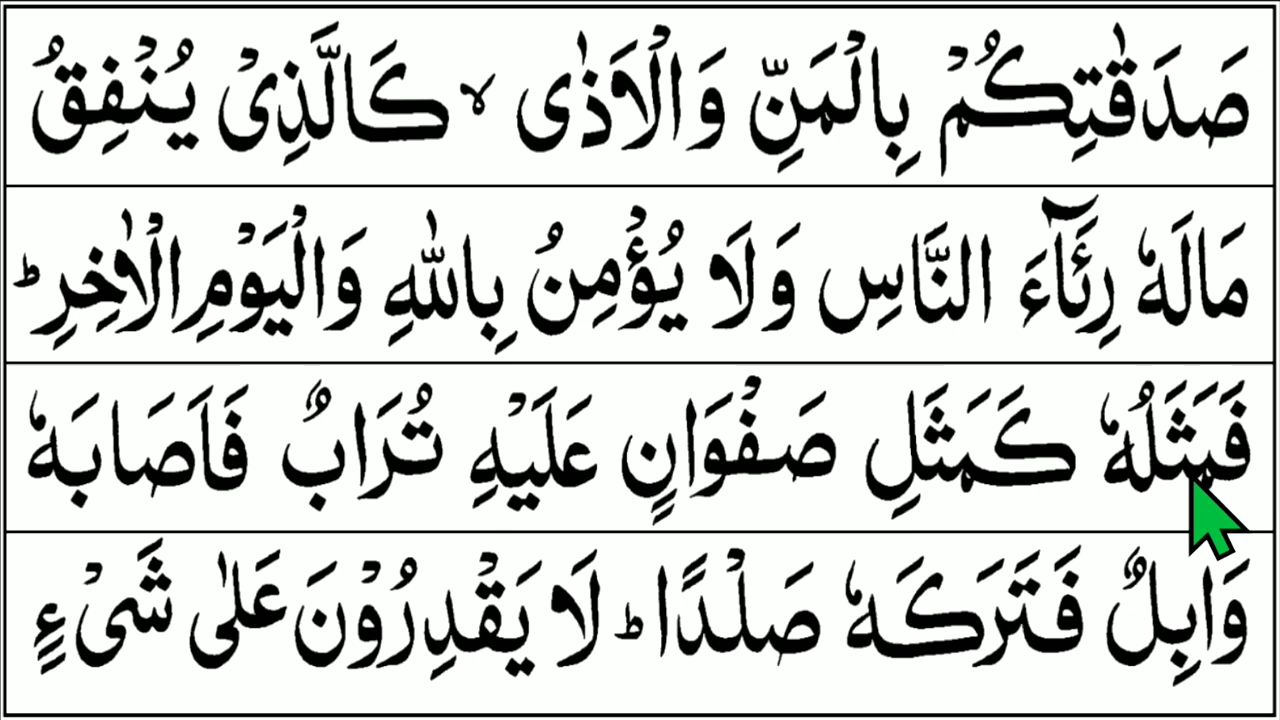 صَدَقٰتِكُمْ بِالْمَنِّ وَالْاَذٰى ۙ كَالَّذِىْ يُنْفِقُ
مَالَهٗ رِئَآءَ النَّاسِ وَلَا يُؤْمِنُ بِاللّٰهِ وَالْيَوْمِ الْاٰخِرِ ؕ
فَمَثَلُهٗ كَمَثَلِ صَفْوَانٍ عَلَيْهِ تُرَابٌ فَاَصَابَهٗ
وَابِلٌ فَتَرَكَهٗ صَلْدًا ؕ لَا يَقْدِرُوْنَ عَلٰى شَىْءٍ